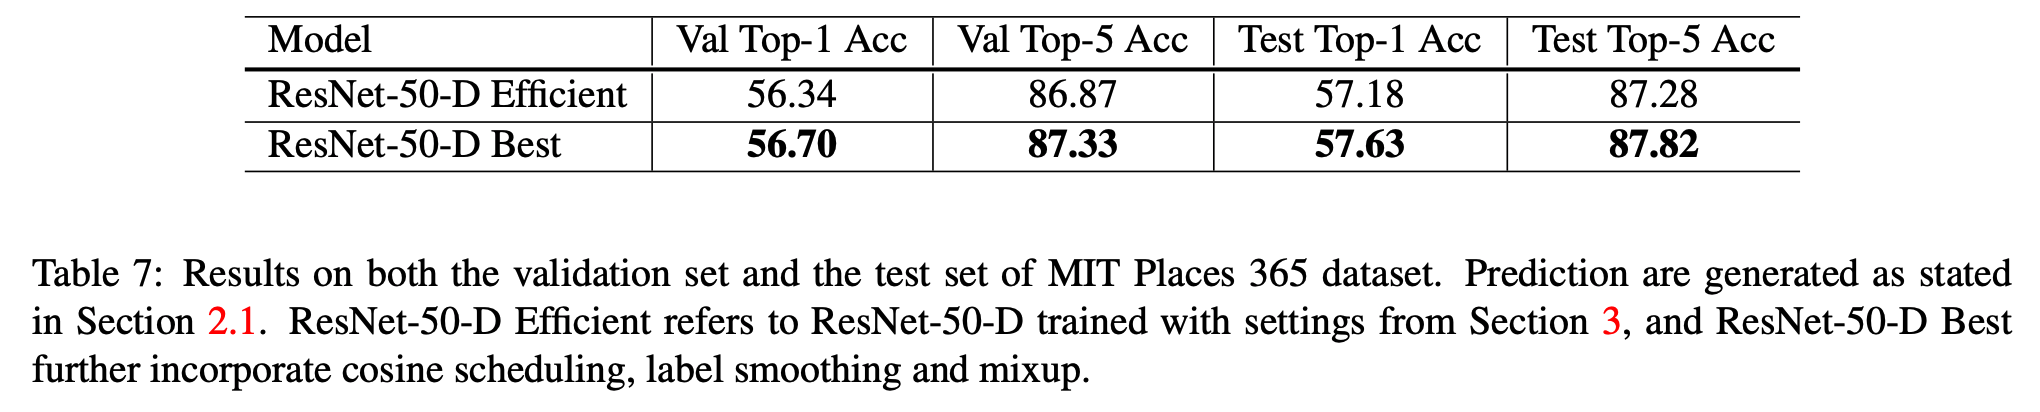 Model Val Top-1 Acc Val Top-5 Acc Test Top-1 Acc Test Top-5 Acc
ResNet-50-D Efficient 56.34 86.87 57.18 87.28
ResNet-50-D Best 56.70 87.33 57.63 87.82
Table 7: Results on both the validation set and the test set of MIT Places 365 dataset. Prediction are generated as stated
in Section 2.1. ResNet-50-D Efficient refers to ResNet-50-D trained with settings from Section 3, and ResNet-50-D Best
further incorporate cosine scheduling, label smoothing and mixup.